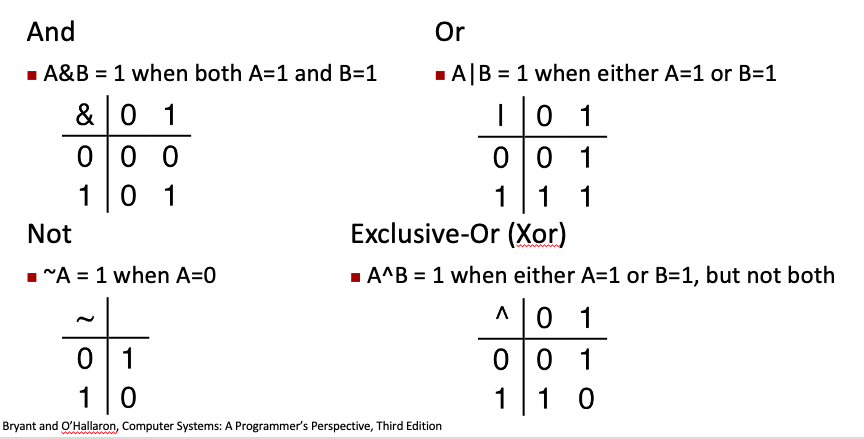 And
▪ A&B = 1 when both A=1 and B=1
& 0 1
0 0 0
1 0 1
Or
▪ A|B = 1 when either A=1 or B=1
| 0 1
0 0 1
1 1 1
Not
▪ ~A = 1 when A=0
~
0 1
1 0
Exclusive-Or (Xor)
▪ A^B = 1 when either A=1 or B=1, but not both
^ 0 1
0 0 1
1 1 0
Bryant and O'Hallaron, Computer Systems: A Programmer's Perspective, Third Edition